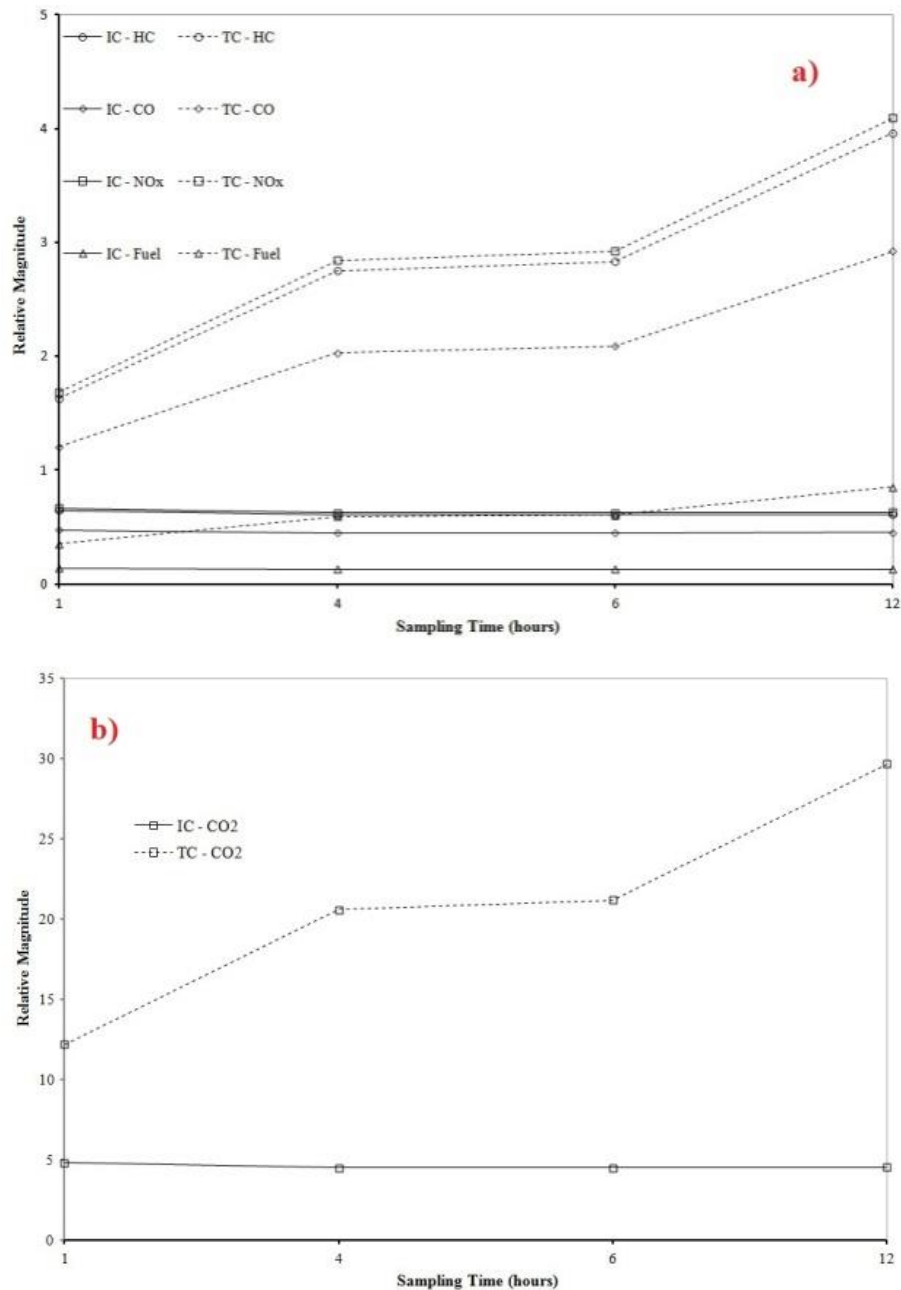 5
IC - HC TC - HC
a)
IC - CO TC - CO
4
IC - NOx TC - NOx
3
IC - Fuel TC - Fuel
Relative Magnitude
2
1
0
1 4 6 12
Sampling Time (hours)
35
b)
30
IC - CO2
TC - CO2
25
20
Relative Magnitude
15
10
5
0
1 4 6 12
Sampling Time (hours)